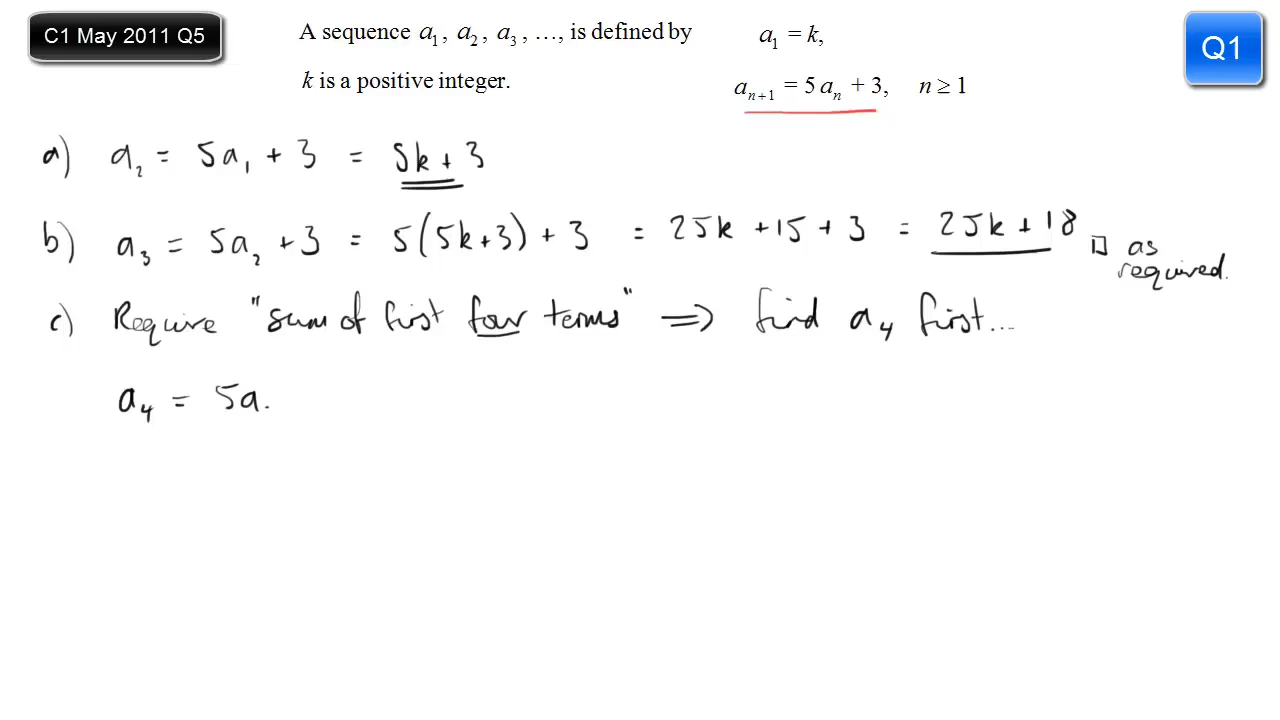 C1 May 2011 Q5
A sequence a₁, a₂, a₃, …, is defined by a₁ = k,
Q1
k is a positive integer. aₙ₊₁ = 5 aₙ + 3, n ≥ 1
a) a₂ = 5a₁ + 3 = 5k + 3
b) a₃ = 5a₂ + 3 = 5(5k+3) + 3 = 25k + 15 + 3 = 25k + 18 □ as required.
c) Require "sum of first four terms" ⇒ find a₄ first...
a₄ = 5a.